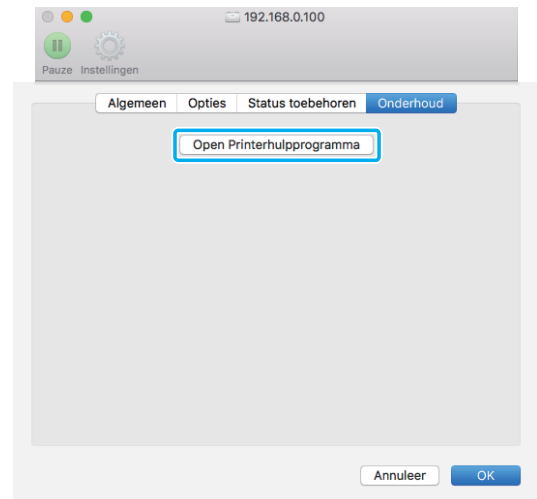 192.168.0.100
Pauze Instellingen
Algemeen Opties Status toebehoren Onderhoud
Open Printerhulpprogramma
Annuleer OK